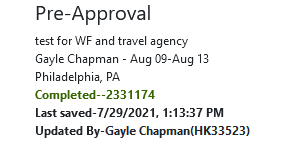 Pre-Approval
test for WF and travel agency
Gayle Chapman - Aug 09-Aug 13
Philadelphia, PA
Completed--2331174
Last saved-7/29/2021, 1:13:37 PM
Updated By-Gayle Chapman(HK33523)